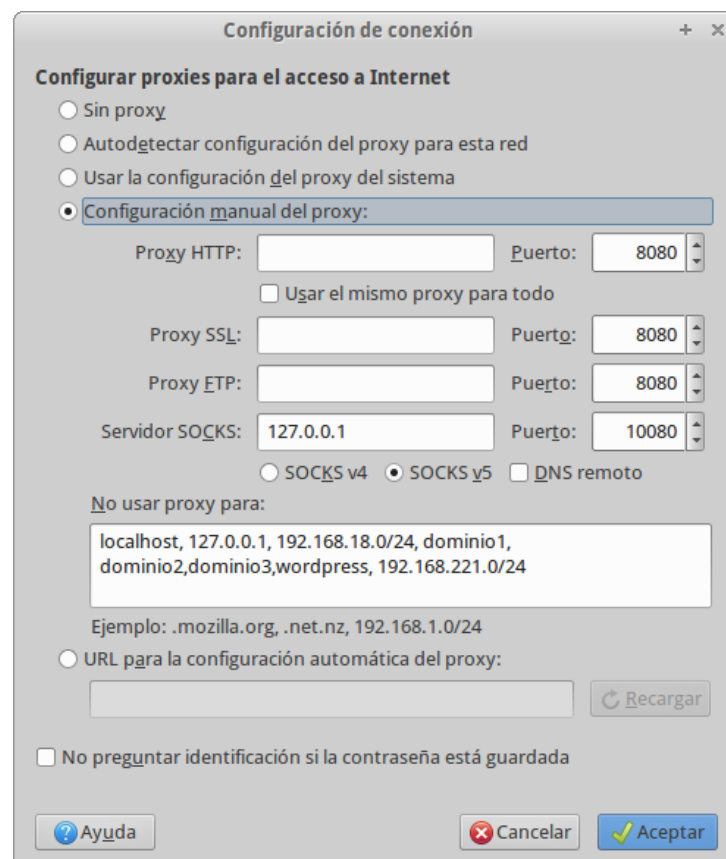 Configuración de conexión
Configurar proxies para el acceso a Internet
Sin proxy
Autodetectar configuración del proxy para esta red
Usar la configuración del proxy del sistema
Configuración manual del proxy:
Proxy HTTP: Puerto: 8080
Usar el mismo proxy para todo
Proxy SSL: Puerto: 8080
Proxy FTP: Puerto: 8080
Servidor SOCKS: 127.0.0.1 Puerto: 10080
SOCKS v4 SOCKS v5 DNS remoto
No usar proxy para:
localhost, 127.0.0.1, 192.168.18.0/24, dominio1,
dominio2,dominio3,wordpress, 192.168.221.0/24
Ejemplo: .mozilla.org, .net.nz, 192.168.1.0/24
URL para la configuración automática del proxy:
Recargar
No preguntar identificación si la contraseña está guardada
Ayuda Cancelar Aceptar